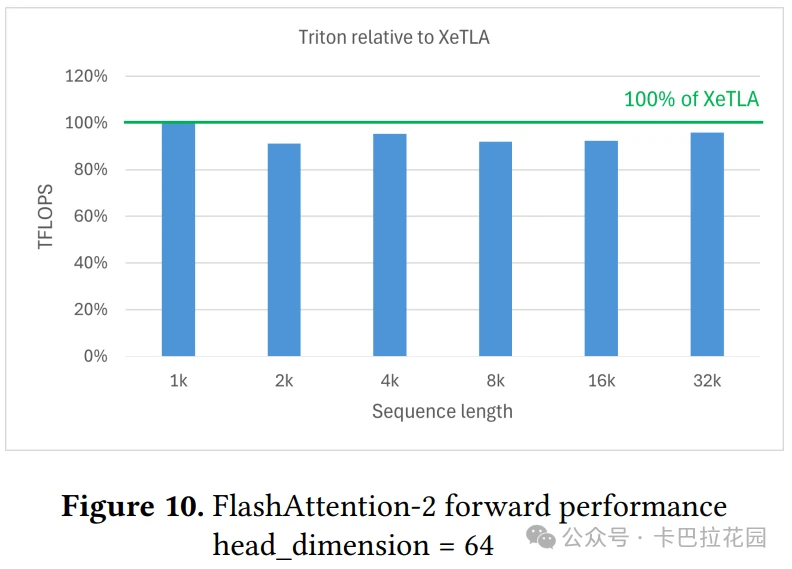 Triton relative to XeTLA
120%
100% of XeTLA
100%
80%
60%
40%
20%
0%
TFLOPS
1k 2k 4k 8k 16k 32k
Sequence length
Figure 10. FlashAttention-2 forward performance
head_dimension = 64
公众号 · 卡巴拉花园